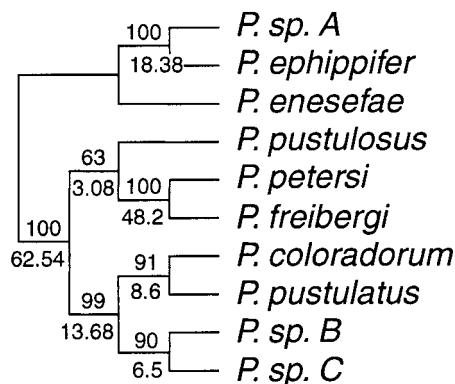 100 P. sp. A
18.38 P. ephippifer
P. enesefae
63 P. pustulosus
3.08 100 P. petersi
48.2 P. freibergi
100
62.54
91 P. coloradorum
99 8.6 P. pustulatus
13.68 90 P. sp. B
6.5 P. sp. C